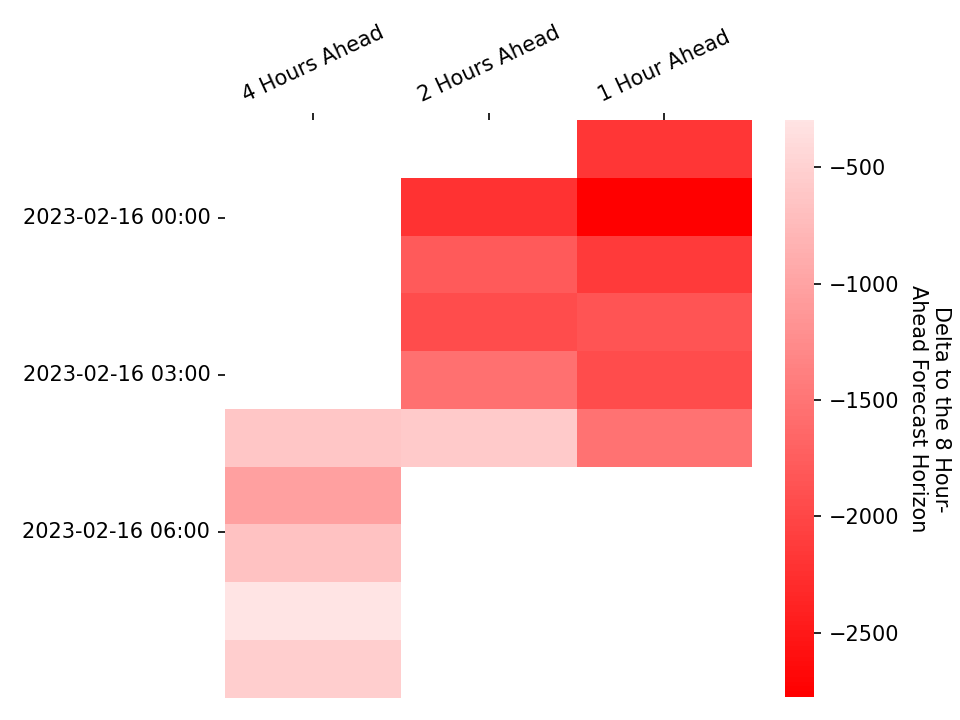 4 Hours Ahead
2 Hours Ahead
1 Hour Ahead
2023-02-16 00:00
2023-02-16 03:00
2023-02-16 06:00
−500
−1000
−1500
−2000
−2500
Delta to the 8 Hour-
Ahead Forecast Horizon